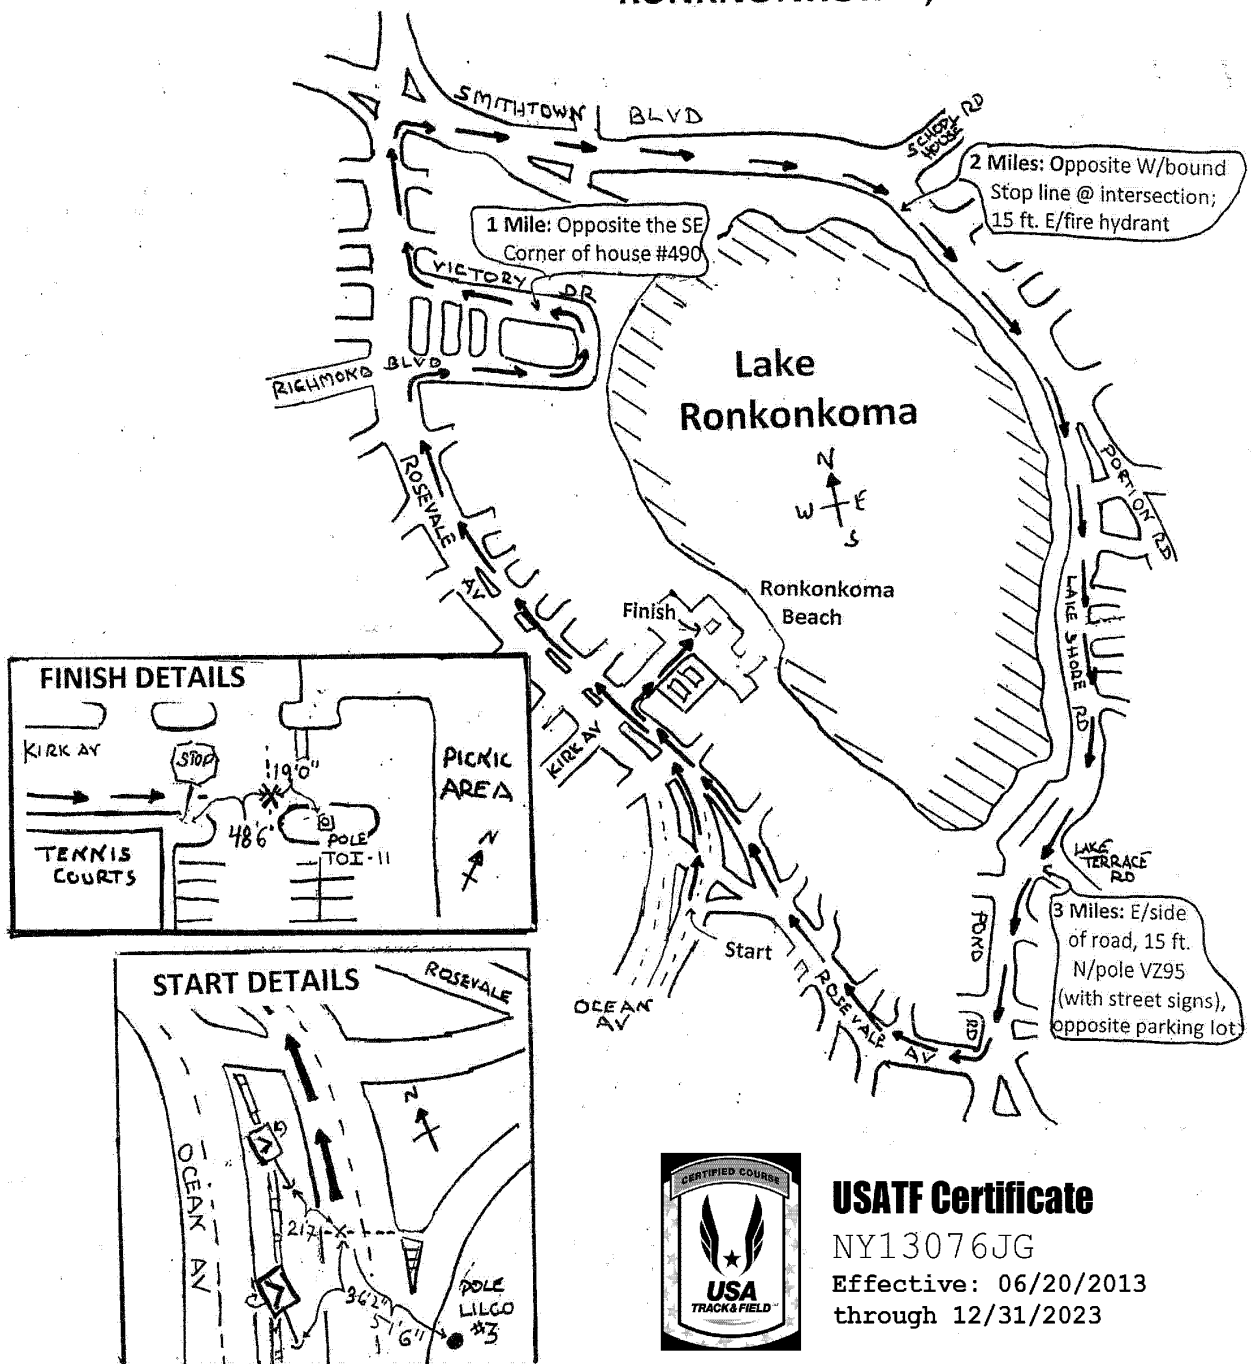 SMITHTOWN BLVD
SCHOOL
HOUSE RD
2 Miles: Opposite W/bound
Stop line @ intersection;
15 ft. E/fire hydrant
1 Mile: Opposite the SE
Corner of house #490
VICTORY DR
RICHMOND BLVD
Lake
Ronkonkoma
N
W E
S
ROSEVALE
AV
PORTION RD
LAKE SHORE RD
Ronkonkoma
Beach
Finish
KIRK AV
FINISH DETAILS
KIRK AV
STOP
19'0"
48'6"
POLE
TOI-11
PICNIC
AREA
N
TENNIS
COURTS
LAKE
TERRACE
RD
3 Miles: E/side
of road, 15 ft.
N/pole VZ95
(with street signs),
opposite parking lot
POND
RD
Start
OCEAN
AV
ROSEVALE AV
START DETAILS
ROSEVALE
N
OCEAN AV
217
36'2"
51'6"
POLE
LILCO
#3
CERTIFIED COURSE
USA
TRACK & FIELD
USATF Certificate
NY13076JG
Effective: 06/20/2013
through 12/31/2023